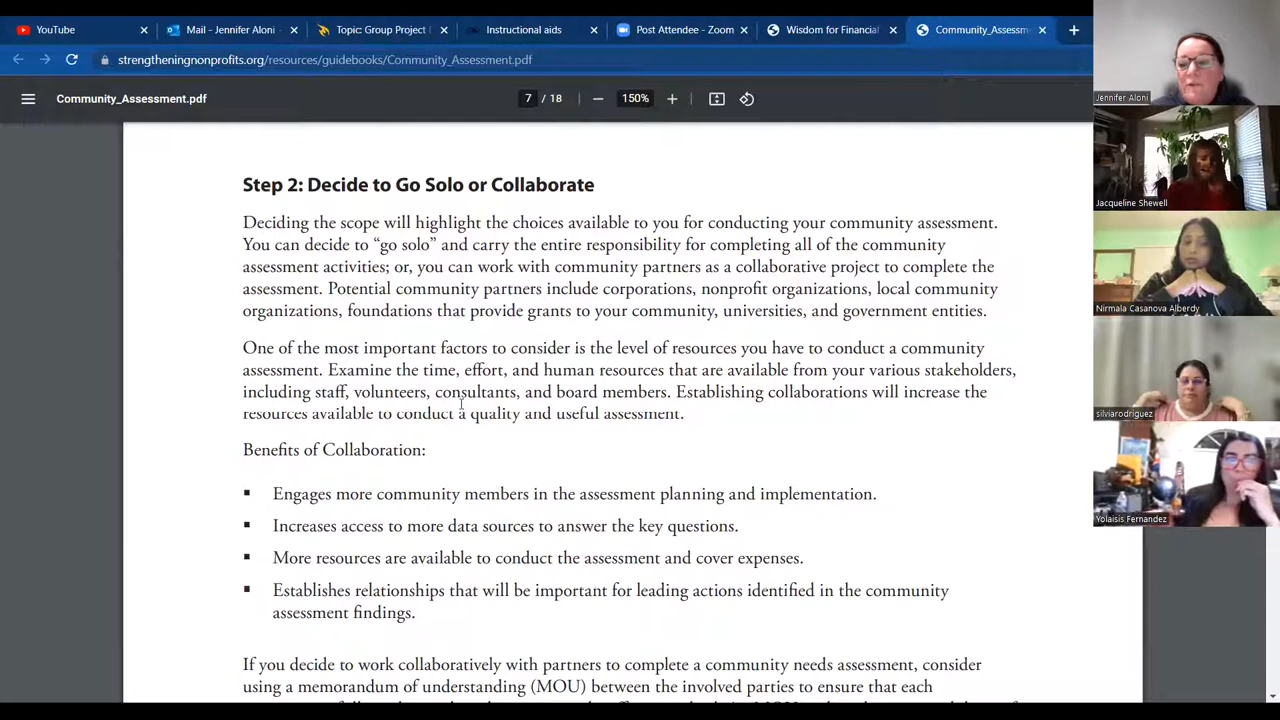 YouTube
Mail - Jennifer Aloni -
Topic: Group Project
Instructional aids
Post Attendee - Zoom
Wisdom for Financial
Community_Assessm
strengtheningnonprofits.org/resources/guidebooks/Community_Assessment.pdf
Community_Assessment.pdf
7 / 18
150%
Step 2: Decide to Go Solo or Collaborate
Deciding the scope will highlight the choices available to you for conducting your community assessment.
You can decide to “go solo” and carry the entire responsibility for completing all of the community
assessment activities; or, you can work with community partners as a collaborative project to complete the
assessment. Potential community partners include corporations, nonprofit organizations, local community
organizations, foundations that provide grants to your community, universities, and government entities.
One of the most important factors to consider is the level of resources you have to conduct a community
assessment. Examine the time, effort, and human resources that are available from your various stakeholders,
including staff, volunteers, consultants, and board members. Establishing collaborations will increase the
resources available to conduct a quality and useful assessment.
Benefits of Collaboration:
▪ Engages more community members in the assessment planning and implementation.
▪ Increases access to more data sources to answer the key questions.
▪ More resources are available to conduct the assessment and cover expenses.
▪ Establishes relationships that will be important for leading actions identified in the community
assessment findings.
If you decide to work collaboratively with partners to complete a community needs assessment, consider
using a memorandum of understanding (MOU) between the involved parties to ensure that each
Jennifer Aloni
Jacqueline Shewell
Nirmala Casanova Alberdy
silviarodriguez
Yolaisis Fernandez